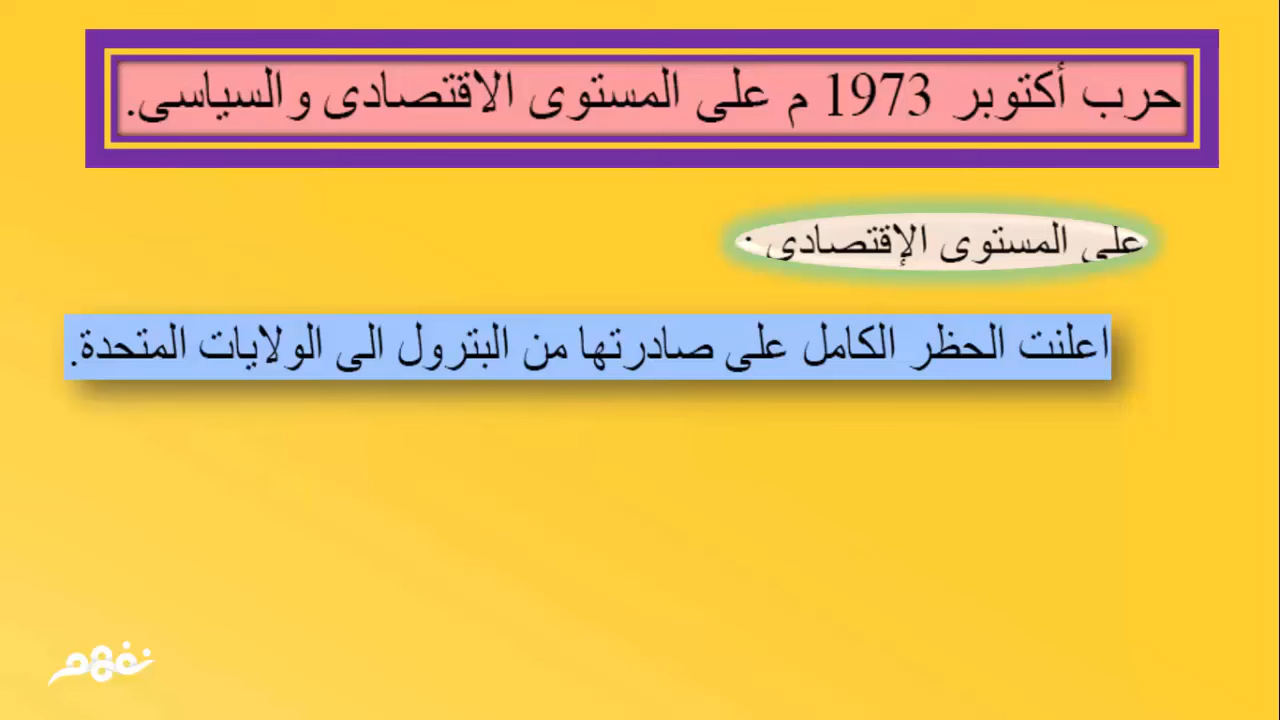 حرب أكتوبر 1973 م على المستوى الاقتصادى والسياسى.
على المستوى الإقتصادى :
اعلنت الحظر الكامل على صادرتها من البترول الى الولايات المتحدة.
نفهم